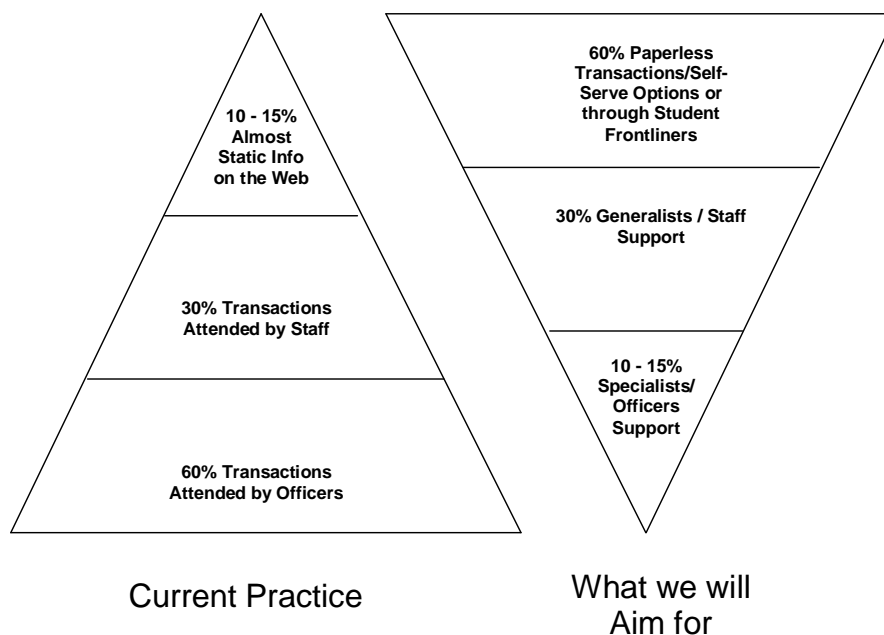 10 - 15%
Almost
Static Info
on the Web
30% Transactions
Attended by Staff
60% Transactions
Attended by Officers
Current Practice
60% Paperless
Transactions/Self-
Serve Options or
through Student
Frontliners
30% Generalists / Staff
Support
10 - 15%
Specialists/
Officers
Support
What we will
Aim for